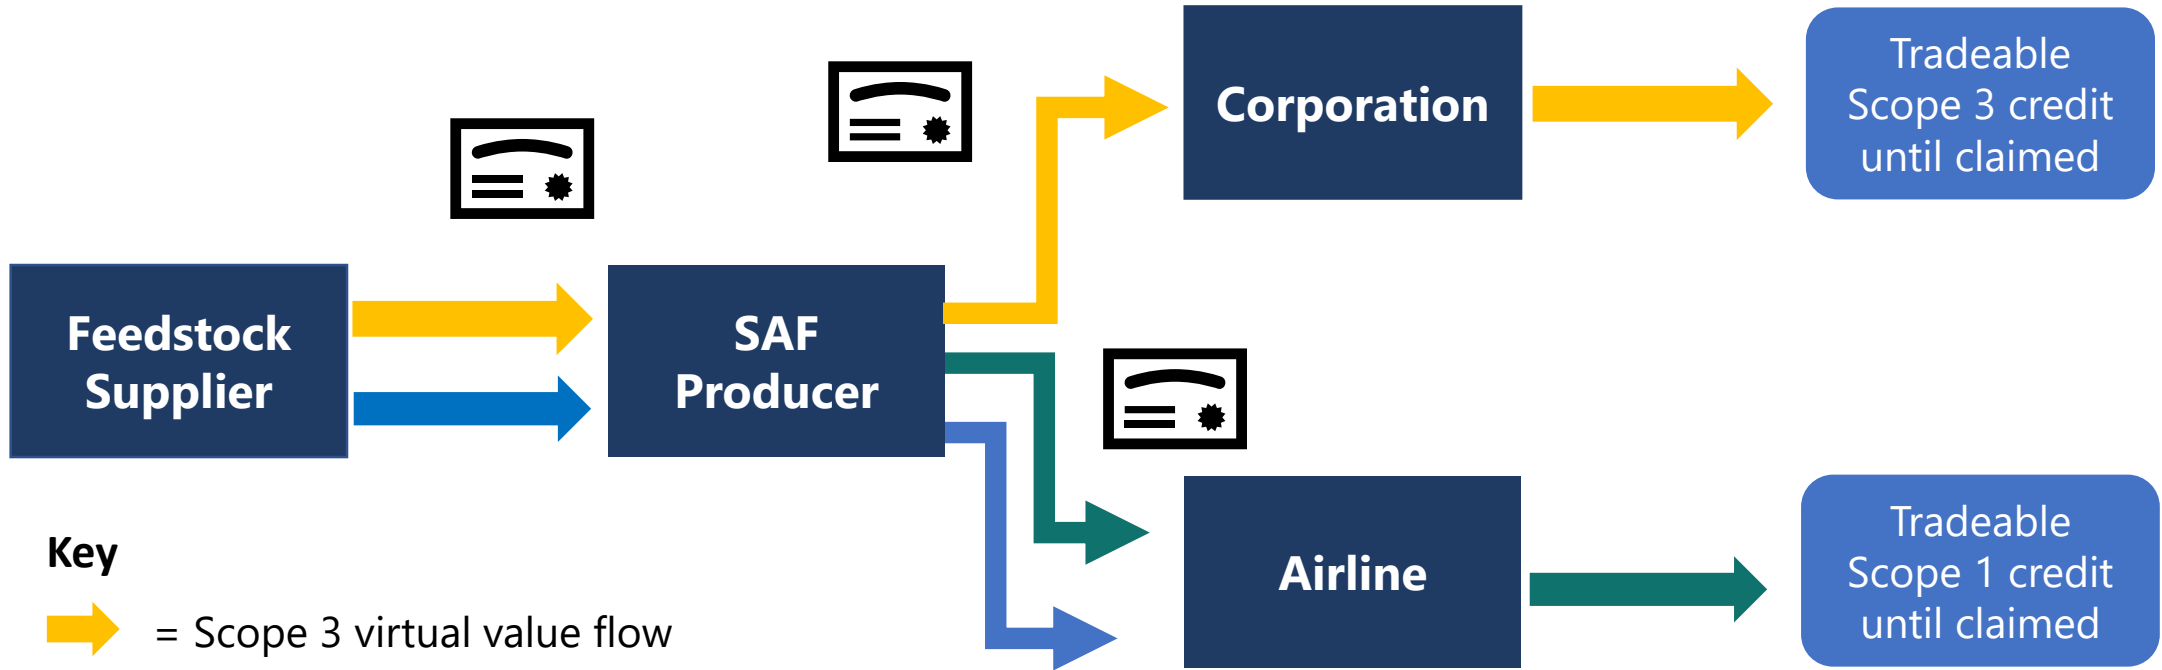 Corporation
Tradeable
Scope 3 credit
until claimed
Feedstock
Supplier
SAF
Producer
Airline
Tradeable
Scope 1 credit
until claimed
Key
= Scope 3 virtual value flow